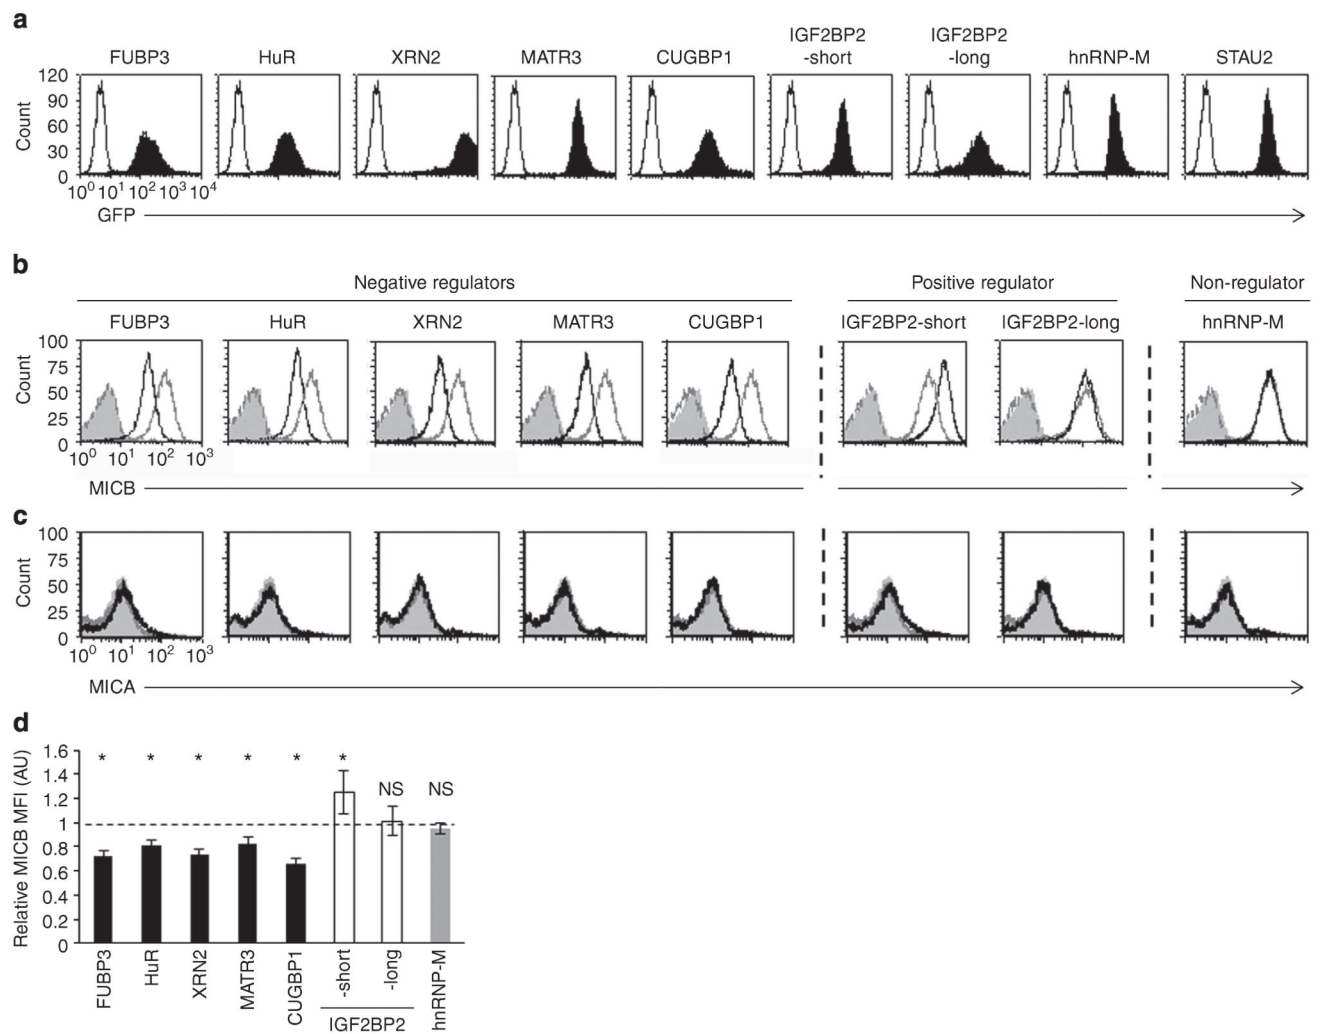 a
FUBP3 HuR XRN2 MATR3 CUGBP1 IGF2BP2 -short IGF2BP2 -long hnRNP-M STAU2
Count
120
90
60
30
0
10⁰ 10¹ 10² 10³ 10⁴
GFP
b
Negative regulators Positive regulator Non-regulator
FUBP3 HuR XRN2 MATR3 CUGBP1 IGF2BP2-short IGF2BP2-long hnRNP-M
Count
100
75
50
25
0
10⁰ 10¹ 10² 10³
MICB
c
Count
100
75
50
25
0
10⁰ 10¹ 10² 10³
MICA
d
Relative MICB MFI (AU)
1.6
1.4
1.2
1
0.8
0.6
0.4
0.2
0
* * * * * * NS NS
FUBP3 HuR XRN2 MATR3 CUGBP1 -short -long hnRNP-M
IGF2BP2